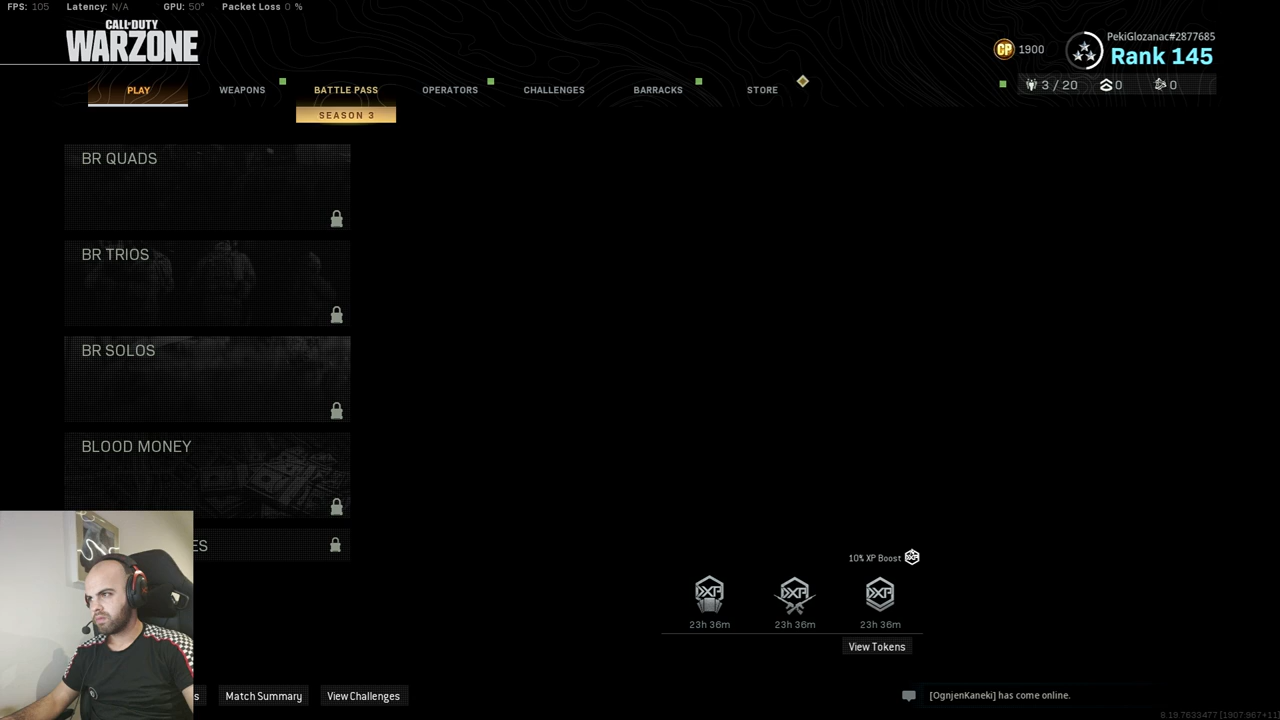 FPS: 105 Latency: N/A GPU: 50° Packet Loss 0 %
CALL OF DUTY
WARZONE
CP 1900
PekiGlozanac#2877685
Rank 145
3 / 20 0 0
PLAY WEAPONS BATTLE PASS OPERATORS CHALLENGES BARRACKS STORE
SEASON 3
BR QUADS
BR TRIOS
BR SOLOS
BLOOD MONEY
ES
10% XP Boost
23h 36m 23h 36m 23h 36m
View Tokens
s Match Summary View Challenges
[OgnjenKaneki] has come online.